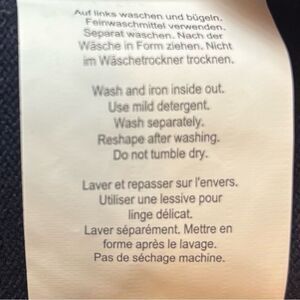 Auf links waschen und bügeln.
Feinwaschmittel verwenden.
Separat waschen. Nach der
Wäsche in Form ziehen. Nicht
im Wäschetrockner trocknen.
Wash and iron inside out.
Use mild detergent.
Wash separately.
Reshape after washing.
Do not tumble dry.
Laver et repasser sur l'envers.
Utiliser une lessive pour
linge délicat.
Laver séparément. Mettre en
forme après le lavage.
Pas de séchage machine.